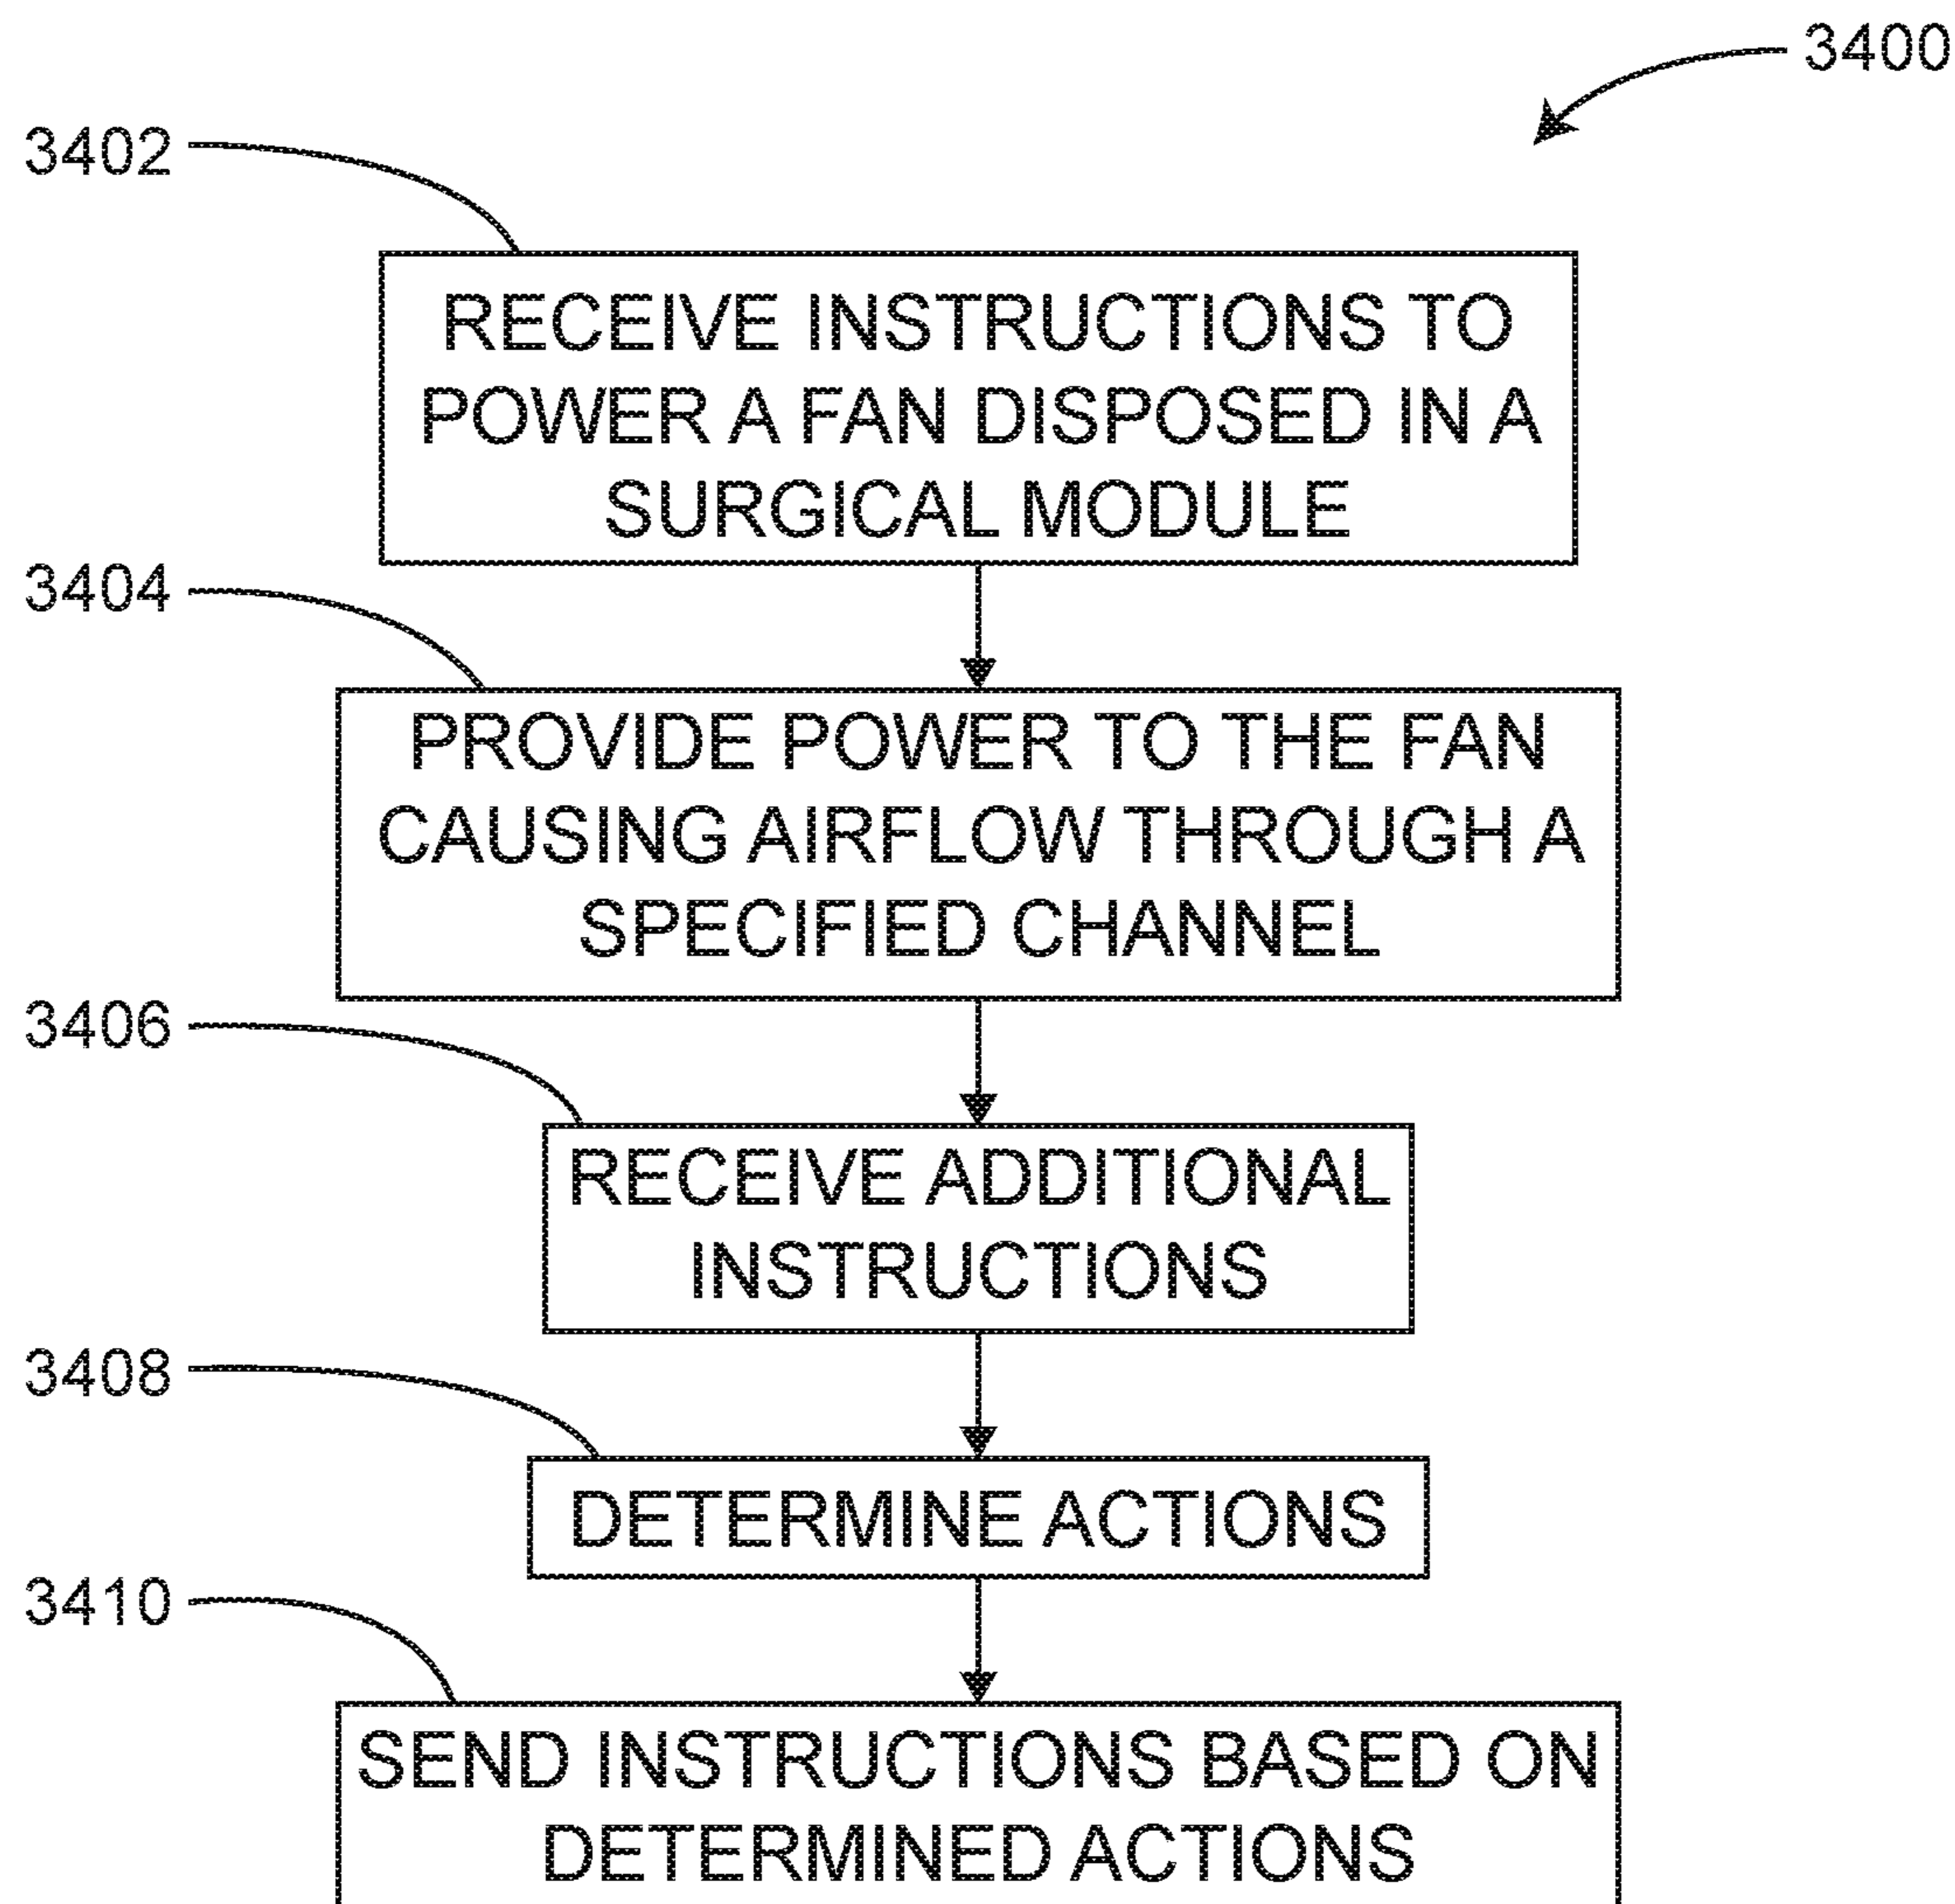 3400
3402
RECEIVE INSTRUCTIONS TO
POWER A FAN DISPOSED IN A
SURGICAL MODULE
3404
PROVIDE POWER TO THE FAN
CAUSING AIRFLOW THROUGH A
SPECIFIED CHANNEL
3406
RECEIVE ADDITIONAL
INSTRUCTIONS
3408
DETERMINE ACTIONS
3410
SEND INSTRUCTIONS BASED ON
DETERMINED ACTIONS